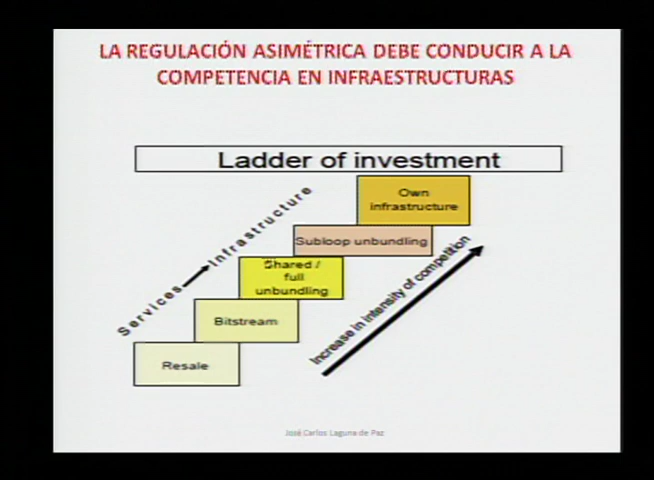 LA REGULACIÓN ASIMÉTRICA DEBE CONDUCIR A LA
COMPETENCIA EN INFRAESTRUCTURAS
Ladder of investment
Own
infrastructure
Subloop unbundling
Shared /
full
unbundling
Bitstream
Resale
Services
Infrastructure
Increase in intensity of competition
José Carlos Laguna de Paz